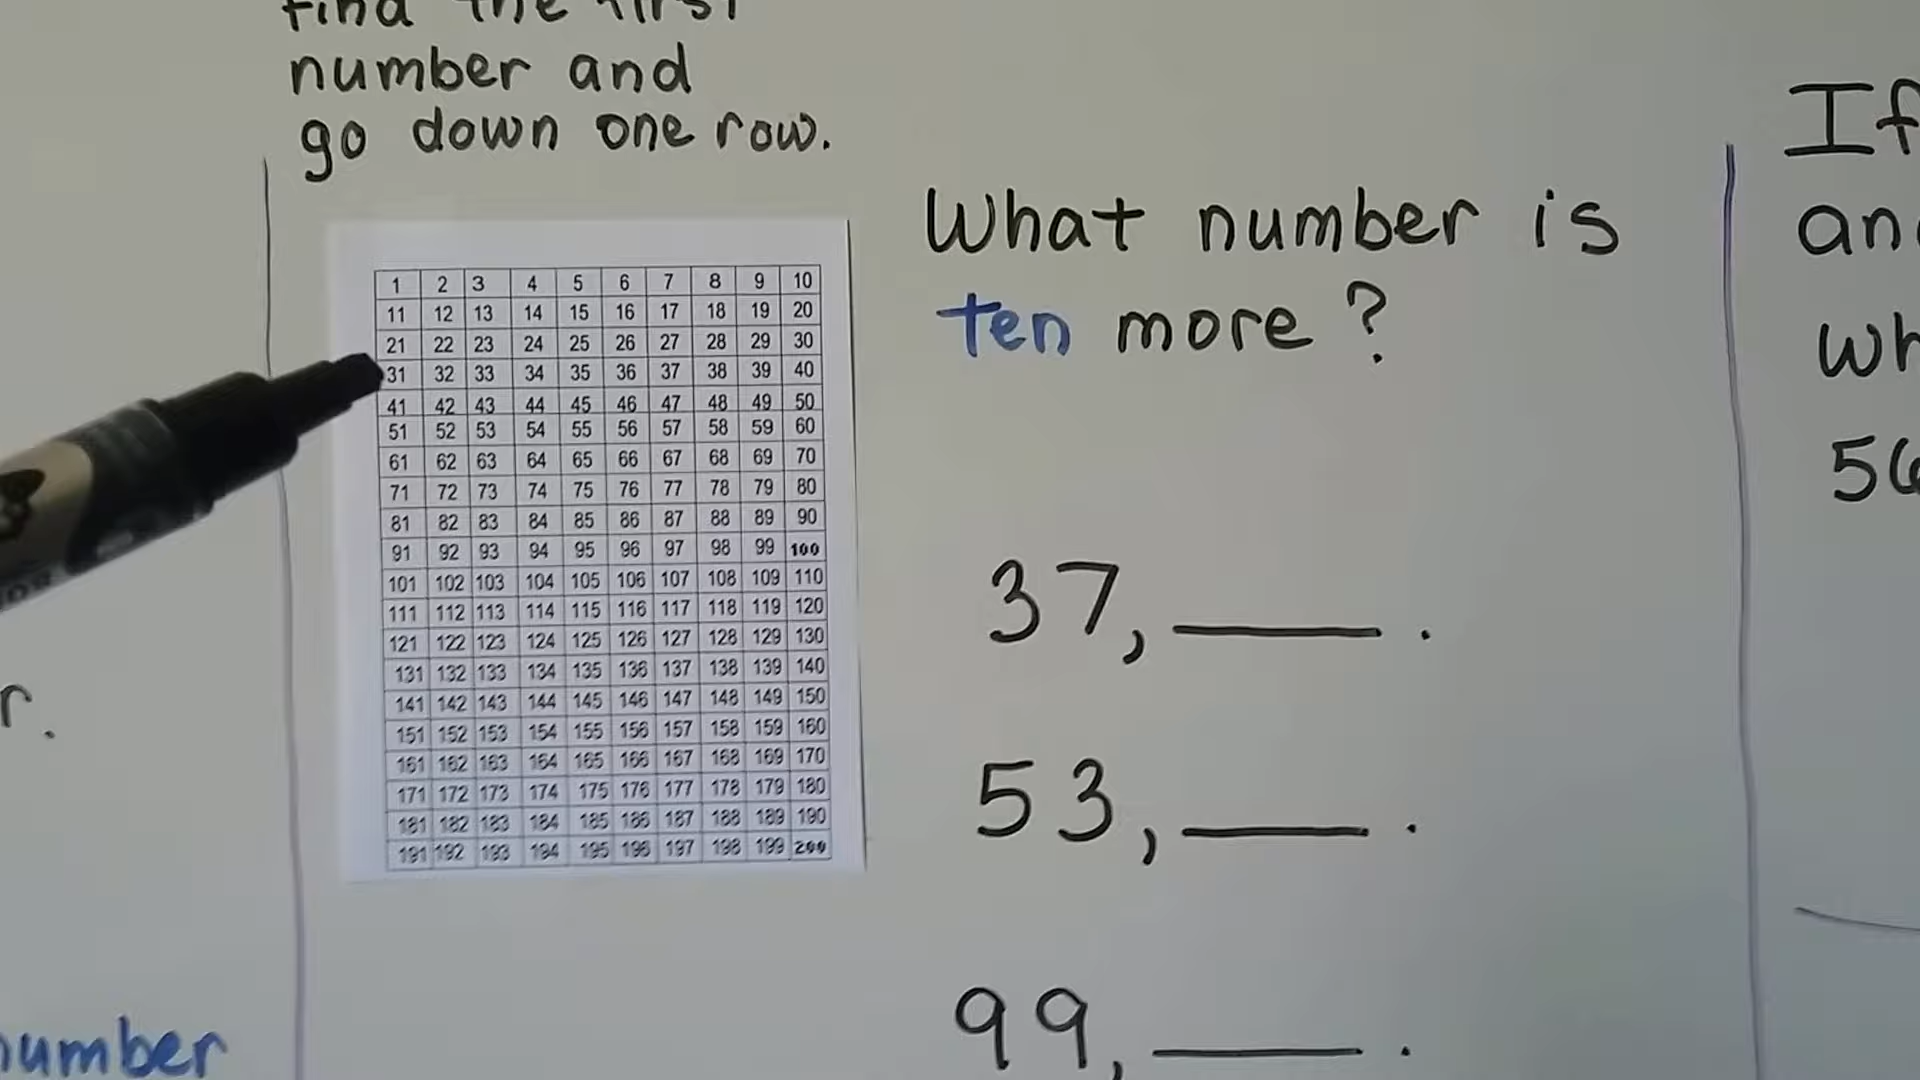 find the first
number and
go down one row.
1 2 3 4 5 6 7 8 9 10
11 12 13 14 15 16 17 18 19 20
21 22 23 24 25 26 27 28 29 30
31 32 33 34 35 36 37 38 39 40
41 42 43 44 45 46 47 48 49 50
51 52 53 54 55 56 57 58 59 60
61 62 63 64 65 66 67 68 69 70
71 72 73 74 75 76 77 78 79 80
81 82 83 84 85 86 87 88 89 90
91 92 93 94 95 96 97 98 99 100
101 102 103 104 105 106 107 108 109 110
111 112 113 114 115 116 117 118 119 120
121 122 123 124 125 126 127 128 129 130
131 132 133 134 135 136 137 138 139 140
141 142 143 144 145 146 147 148 149 150
151 152 153 154 155 156 157 158 159 160
161 162 163 164 165 166 167 168 169 170
171 172 173 174 175 176 177 178 179 180
181 182 183 184 185 186 187 188 189 190
191 192 193 194 195 196 197 198 199 200
What number is
ten more?
37, ____.
53, ____.
99, ____.
r.
number
If
an
wh
56